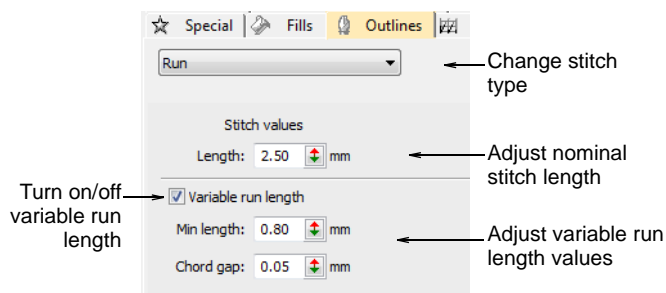 Special Fills Outlines
Run
Change stitch
type
Stitch values
Length: 2.50 mm
Adjust nominal
stitch length
Turn on/off
variable run
length
Variable run length
Min length: 0.80 mm
Chord gap: 0.05 mm
Adjust variable run
length values